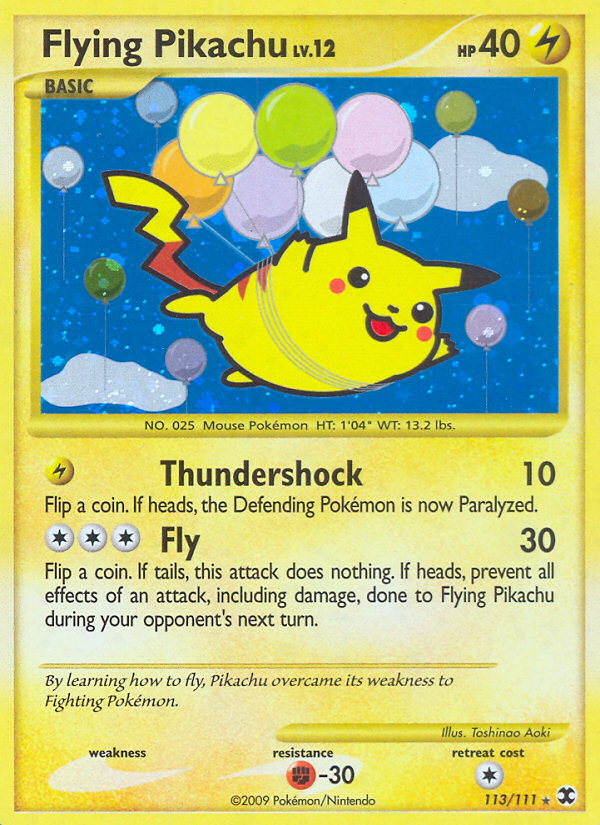 Flying Pikachu LV.12 HP 40
BASIC
NO. 025 Mouse Pokémon HT: 1'04" WT: 13.2 lbs.
Thundershock 10
Flip a coin. If heads, the Defending Pokémon is now Paralyzed.
Fly 30
Flip a coin. If tails, this attack does nothing. If heads, prevent all
effects of an attack, including damage, done to Flying Pikachu
during your opponent's next turn.
By learning how to fly, Pikachu overcame its weakness to
Fighting Pokémon.
Illus. Toshinao Aoki
weakness resistance retreat cost
-30
©2009 Pokémon/Nintendo 113/111